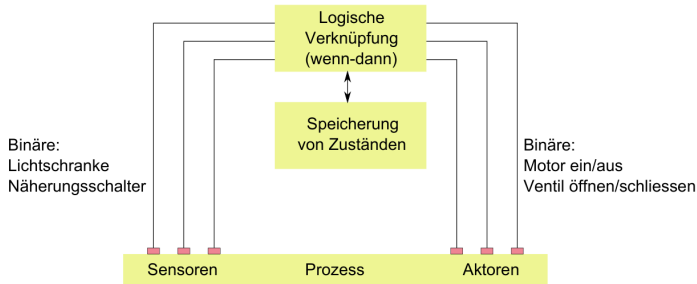 Logische
Verknüpfung
(wenn-dann)
Speicherung
von Zuständen
Binäre:
Lichtschranke
Näherungsschalter
Binäre:
Motor ein/aus
Ventil öffnen/schliessen
Sensoren Prozess Aktoren